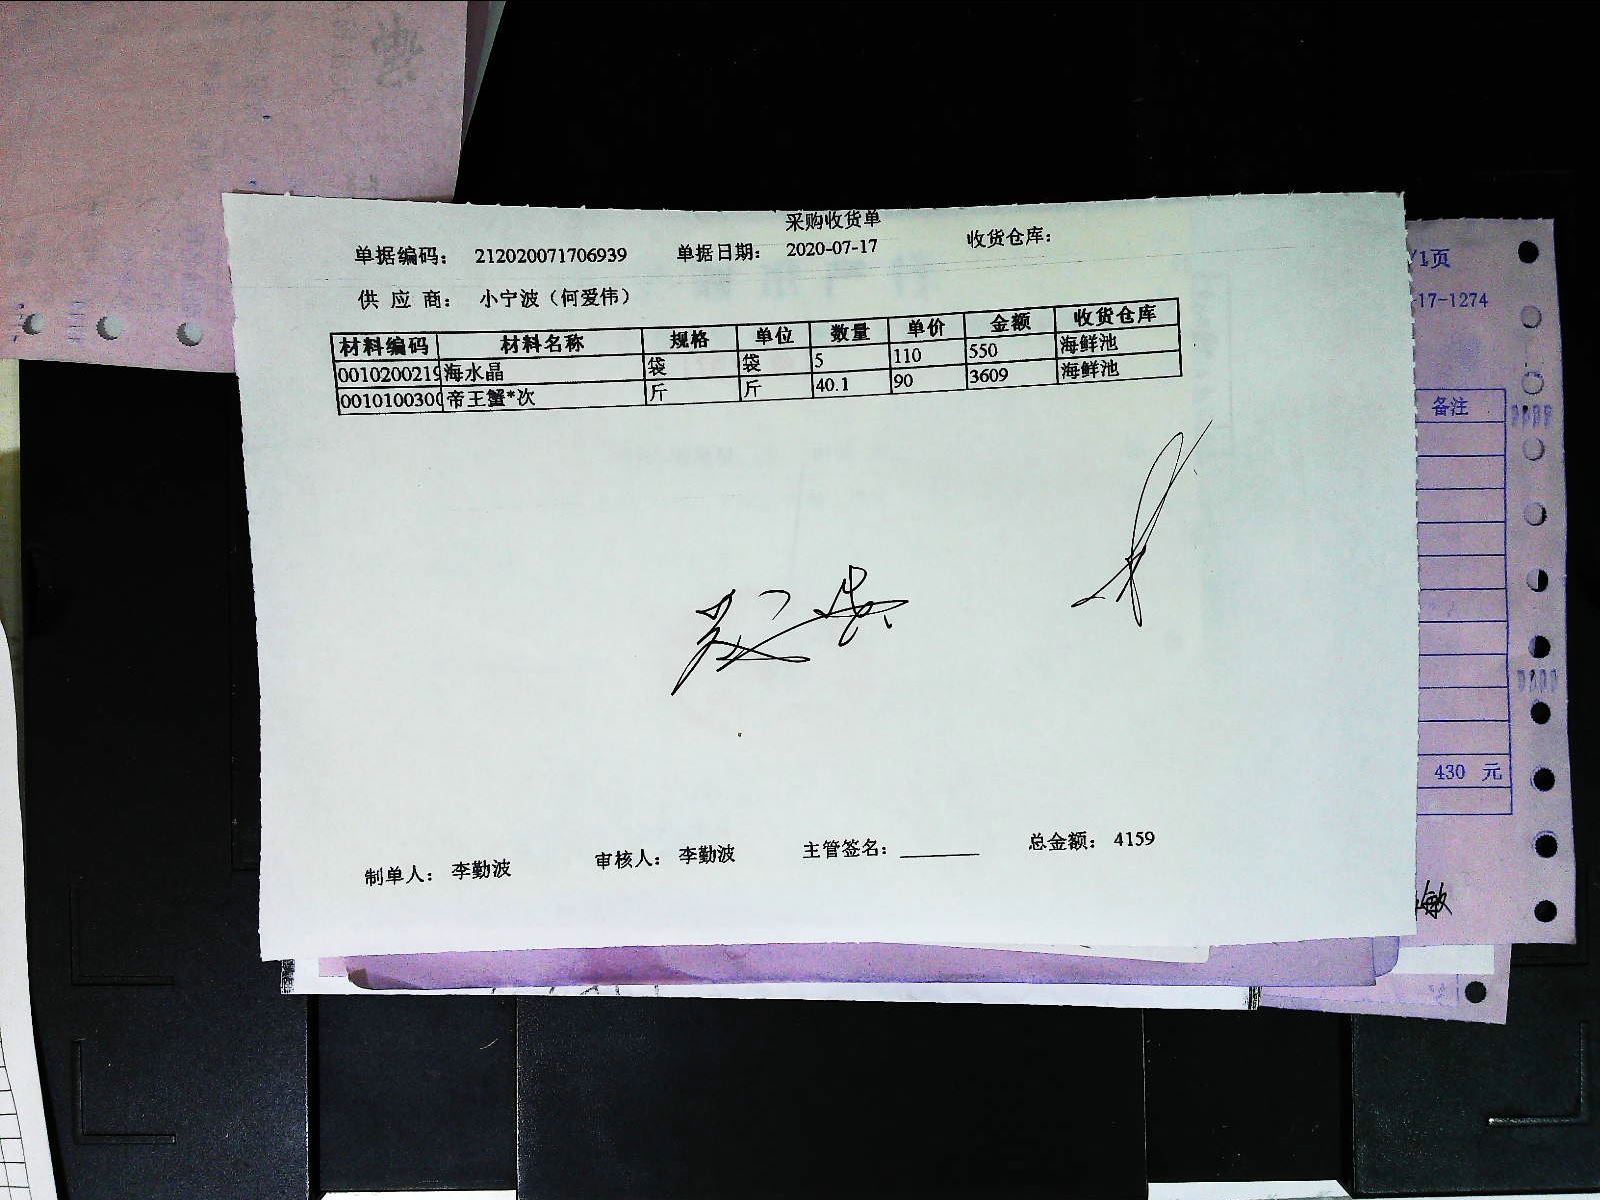 采购收货单
单据编码： 212020071706939 单据日期： 2020-07-17 收货仓库：
供 应 商： 小宁波（何爱伟）
材料编码 材料名称 规格 单位 数量 单价 金额 收货仓库
0010200219 海水晶 袋 袋 5 110 550 海鲜池
001010030 帝王蟹*次 斤 斤 40.1 90 3609 海鲜池
制单人： 李勤波 审核人： 李勤波 主管签名：________ 总金额： 4159
/1页
-17-1274
备注
430 元
敏